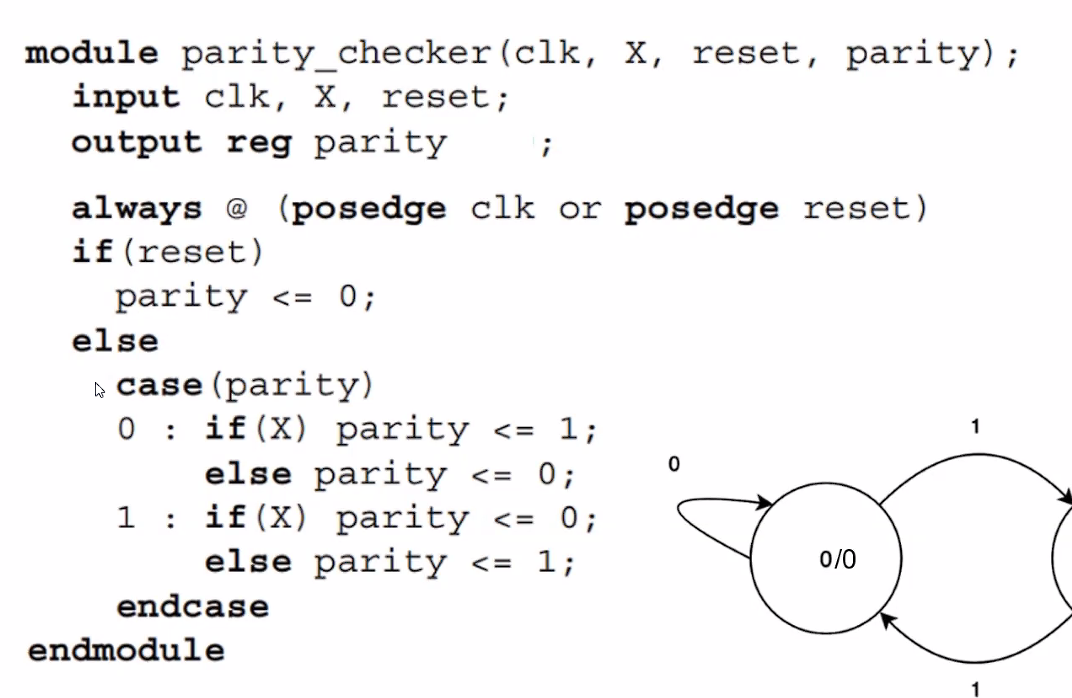 module parity_checker(clk, X, reset, parity);
input clk, X, reset;
output reg parity ;
always @ (posedge clk or posedge reset)
if(reset)
parity <= 0;
else
case(parity)
0 : if(X) parity <= 1;
else parity <= 0;
1 : if(X) parity <= 0;
else parity <= 1;
endcase
endmodule
1
0
0/0
1